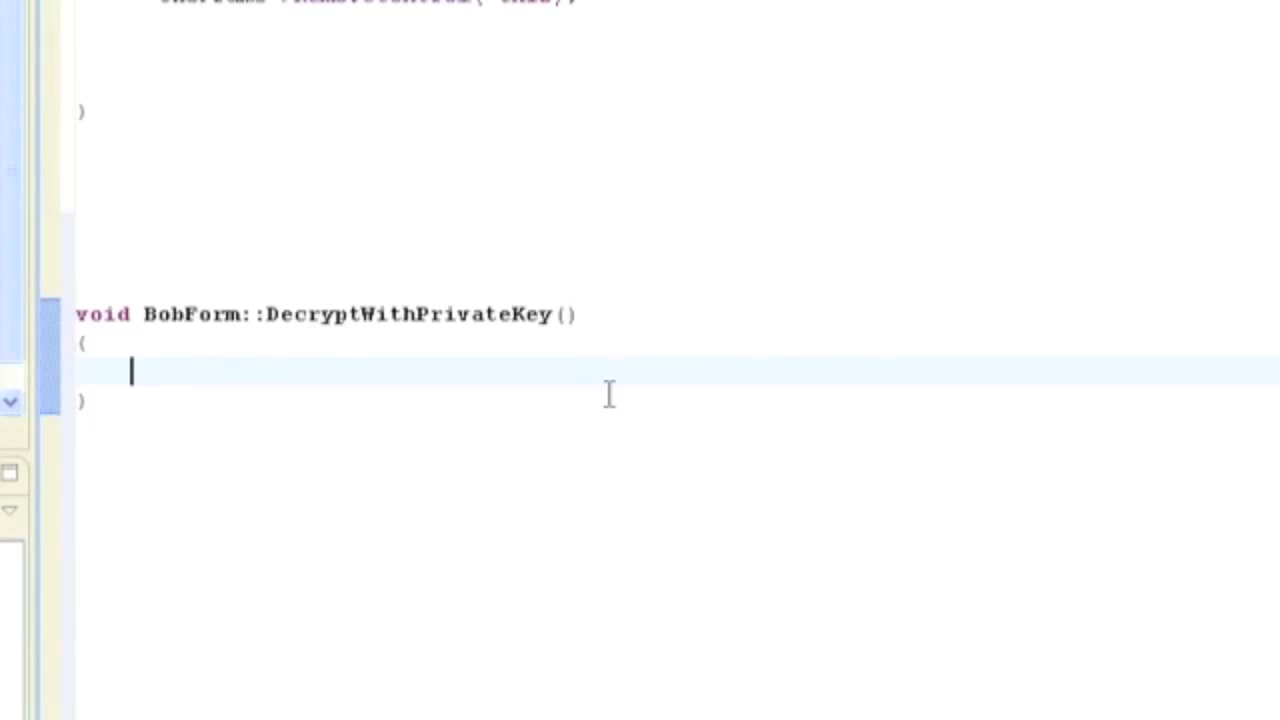 }
void BobForm::DecryptWithPrivateKey()
{
}